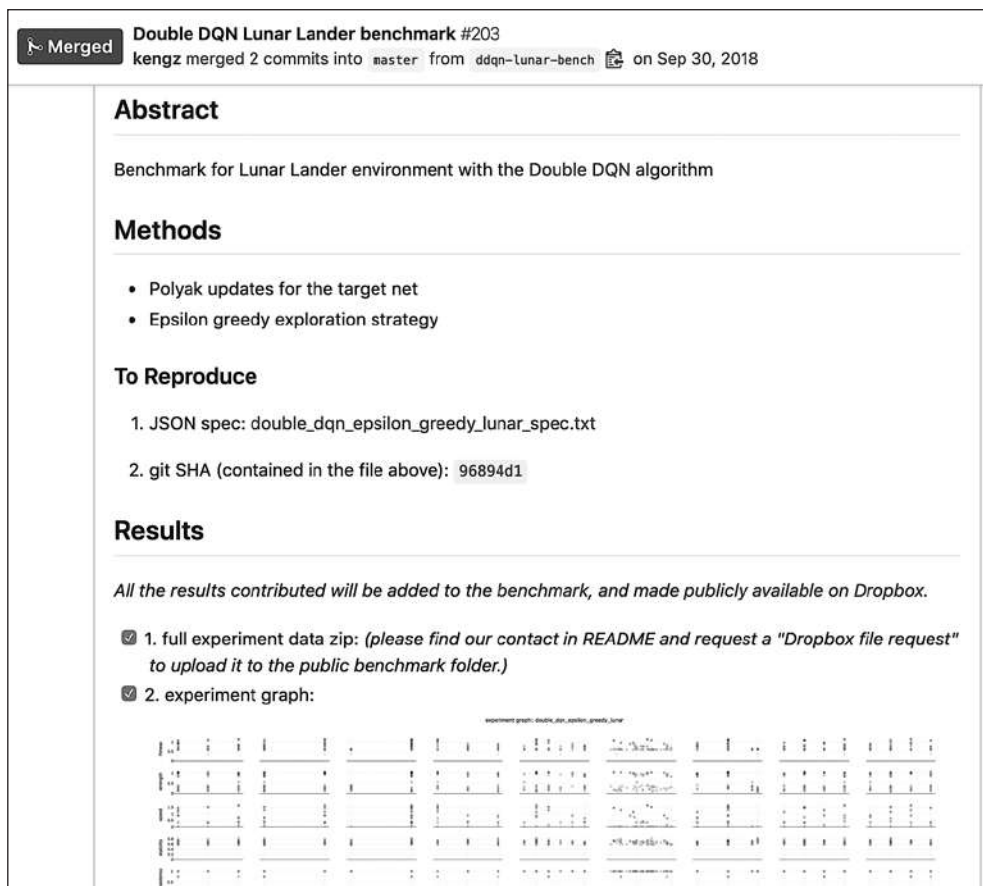 Merged
Double DQN Lunar Lander benchmark #203
kengz merged 2 commits into master from ddqn-lunar-bench on Sep 30, 2018
Abstract
Benchmark for Lunar Lander environment with the Double DQN algorithm
Methods
• Polyak updates for the target net
• Epsilon greedy exploration strategy
To Reproduce
1. JSON spec: double_dqn_epsilon_greedy_lunar_spec.txt
2. git SHA (contained in the file above): 96894d1
Results
All the results contributed will be added to the benchmark, and made publicly available on Dropbox.
1. full experiment data zip: (please find our contact in README and request a "Dropbox file request"
to upload it to the public benchmark folder.)
2. experiment graph:
experiment graph: double_dqn_epsilon_greedy_lunar